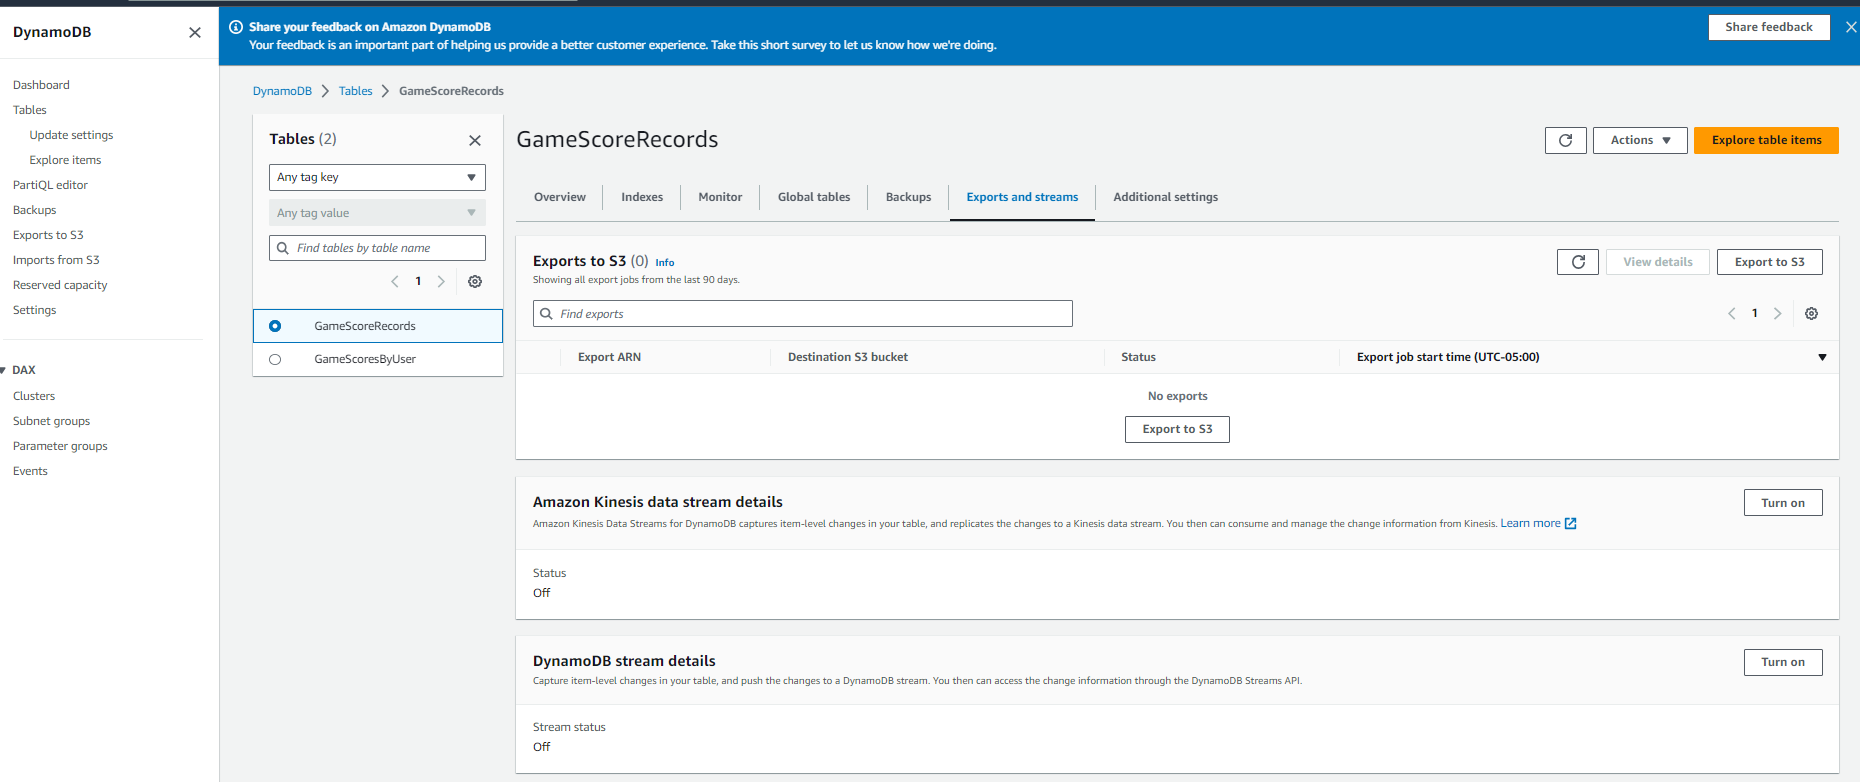 DynamoDB
Dashboard
Tables
Update settings
Explore items
PartiQL editor
Backups
Exports to S3
Imports from S3
Reserved capacity
Settings
DAX
Clusters
Subnet groups
Parameter groups
Events
Share your feedback on Amazon DynamoDB
Your feedback is an important part of helping us provide a better customer experience. Take this short survey to let us know how we're doing.
Share feedback
DynamoDB Tables GameScoreRecords
Tables (2)
Any tag key
Any tag value
Find tables by table name
1
GameScoreRecords
GameScoresByUser
GameScoreRecords
Actions
Explore table items
Overview Indexes Monitor Global tables Backups Exports and streams Additional settings
Exports to S3 (0) Info
Showing all export jobs from the last 90 days.
View details
Export to S3
Find exports
1
Export ARN Destination S3 bucket Status Export job start time (UTC-05:00)
No exports
Export to S3
Amazon Kinesis data stream details
Turn on
Amazon Kinesis Data Streams for DynamoDB captures item-level changes in your table, and replicates the changes to a Kinesis data stream. You then can consume and manage the change information from Kinesis. Learn more
Status
Off
DynamoDB stream details
Turn on
Capture item-level changes in your table, and push the changes to a DynamoDB stream. You then can access the change information through the DynamoDB Streams API.
Stream status
Off